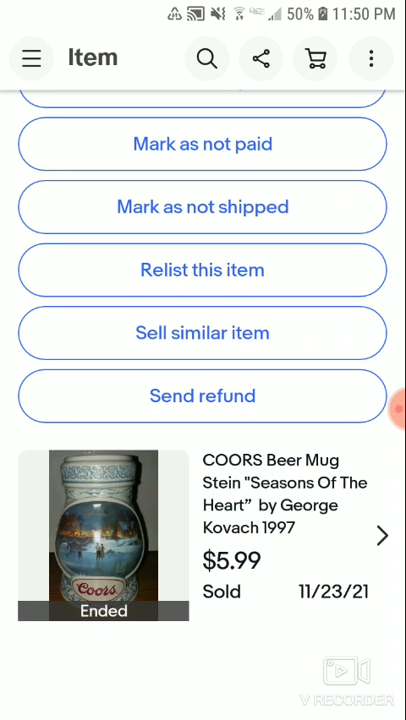 50% 11:50 PM
Item
Mark as not paid
Mark as not shipped
Relist this item
Sell similar item
Send refund
COORS Beer Mug
Stein "Seasons Of The
Heart” by George
Kovach 1997
$5.99
Sold 11/23/21
Coors
Ended
V RECORDER